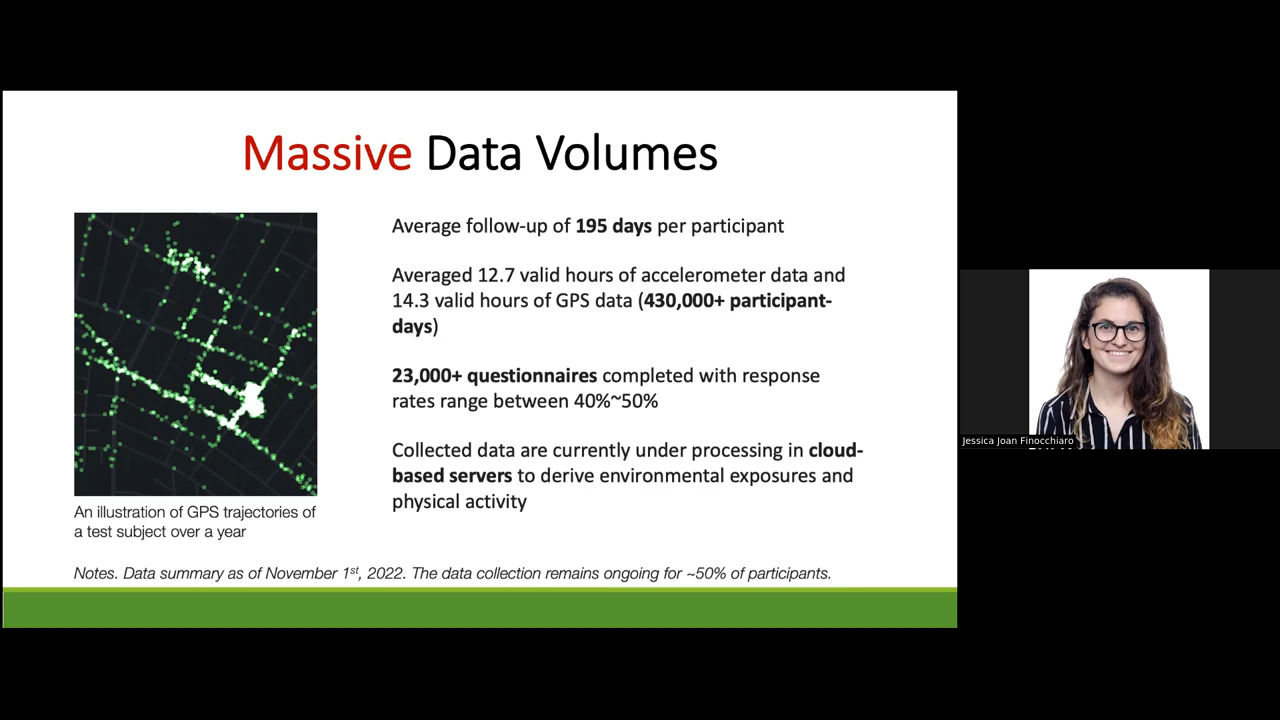 Massive Data Volumes
Average follow-up of 195 days per participant
Averaged 12.7 valid hours of accelerometer data and
14.3 valid hours of GPS data (430,000+ participant-
days)
23,000+ questionnaires completed with response
rates range between 40%~50%
Collected data are currently under processing in cloud-
based servers to derive environmental exposures and
physical activity
An illustration of GPS trajectories of
a test subject over a year
Notes. Data summary as of November 1st, 2022. The data collection remains ongoing for ~50% of participants.
Jessica Joan Finocchiaro